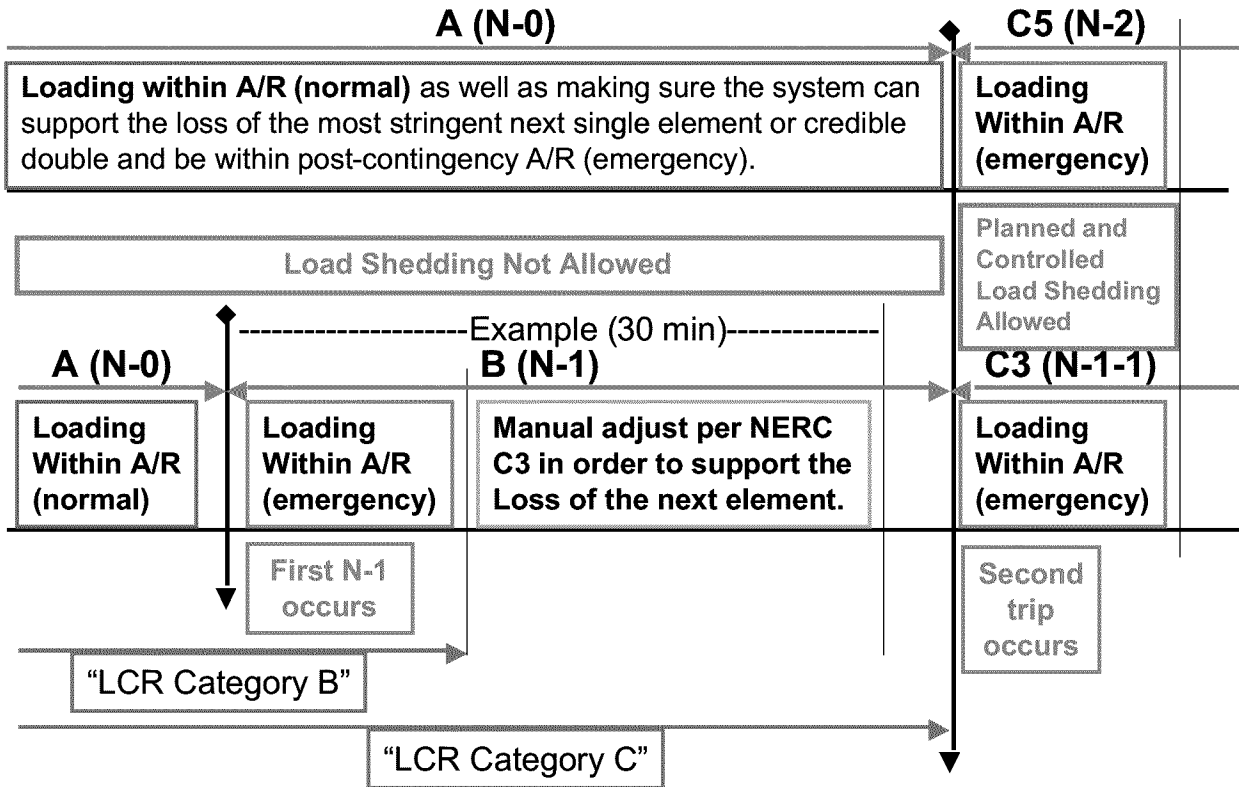 A (N-0)
C5 (N-2)
Loading within A/R (normal) as well as making sure the system can
support the loss of the most stringent next single element or credible
double and be within post-contingency A/R (emergency).
Loading
Within A/R
(emergency)
Load Shedding Not Allowed
Planned and
Controlled
Load Shedding
Allowed
--------------------Example (30 min)-------------
A (N-0)
B (N-1)
C3 (N-1-1)
Loading
Within A/R
(normal)
Loading
Within A/R
(emergency)
Manual adjust per NERC
C3 in order to support the
Loss of the next element.
Loading
Within A/R
(emergency)
First N-1
occurs
Second
trip
occurs
“LCR Category B”
“LCR Category C”